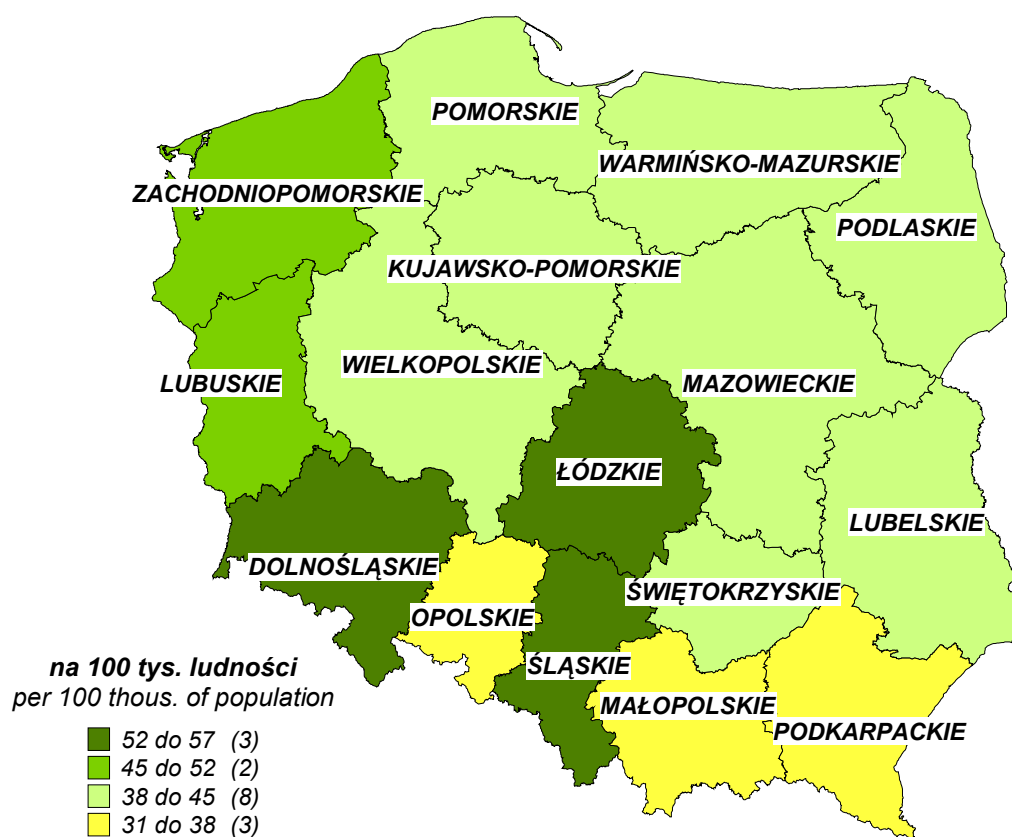 POMORSKIE
WARMIŃSKO-MAZURSKIE
ZACHODNIOPOMORSKIE
PODLASKIE
KUJAWSKO-POMORSKIE
WIELKOPOLSKIE
LUBUSKIE
MAZOWIECKIE
ŁÓDZKIE
LUBELSKIE
DOLNOŚLĄSKIE
ŚWIĘTOKRZYSKIE
OPOLSKIE
ŚLĄSKIE
MAŁOPOLSKIE
PODKARPACKIE
na 100 tys. ludności
per 100 thous. of population
52 do 57 (3)
45 do 52 (2)
38 do 45 (8)
31 do 38 (3)